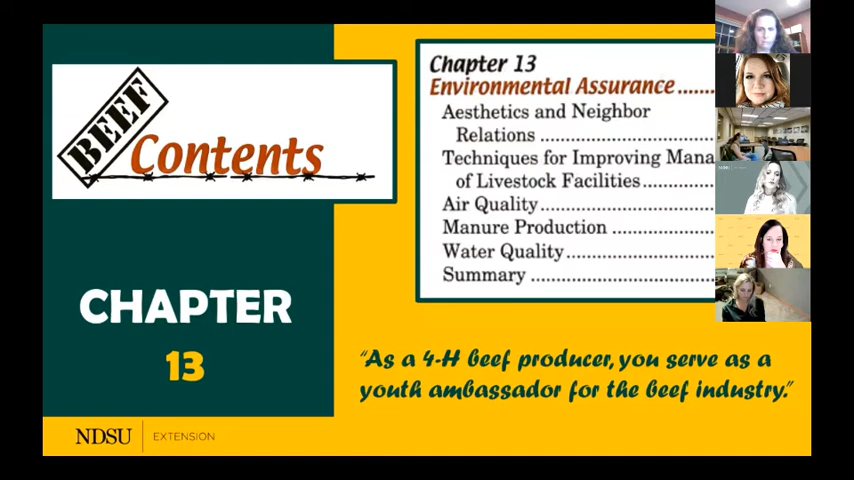 BEEF
Contents
CHAPTER
13
NDSU EXTENSION
Chapter 13
Environmental Assurance .......
Aesthetics and Neighbor
Relations ..............................
Techniques for Improving Mana
of Livestock Facilities............
Air Quality...............................
Manure Production ..................
Water Quality..........................
Summary ................................
“As a 4-H beef producer, you serve as a
youth ambassador for the beef industry.”